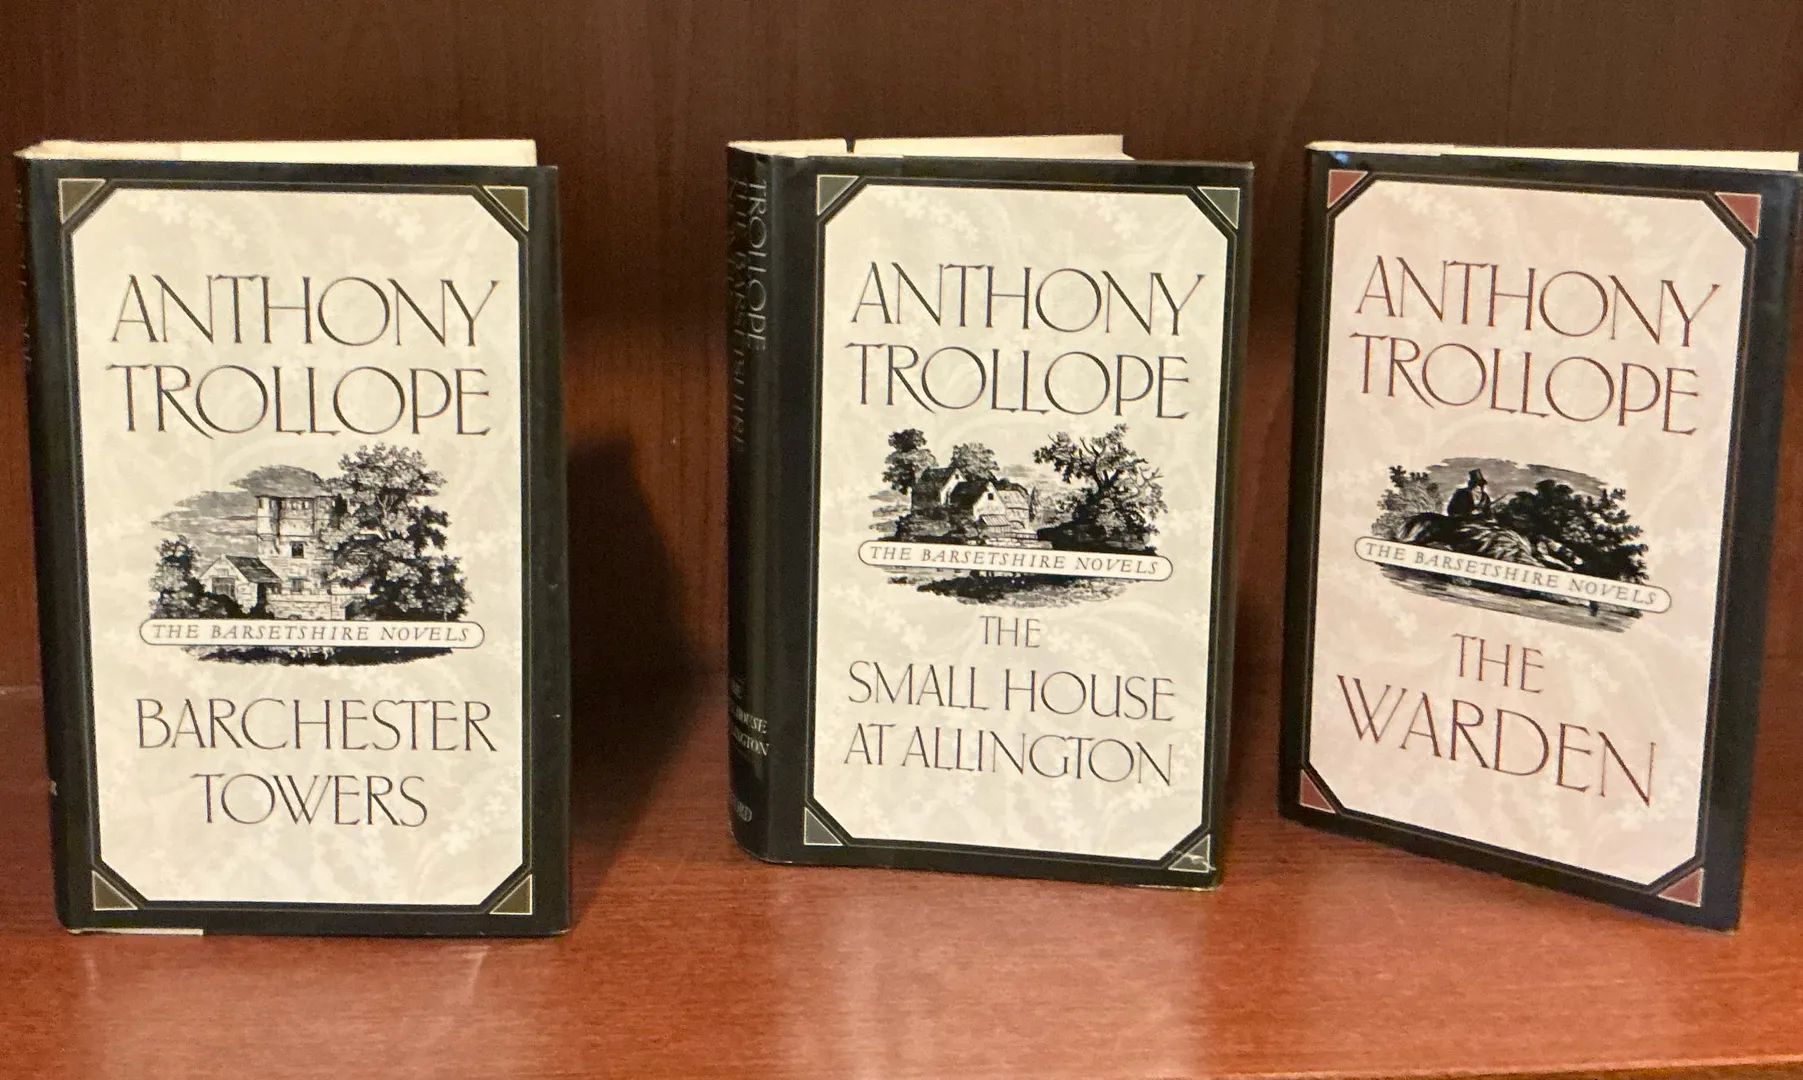 ANTHONY
TROLLOPE
THE BARSETSHIRE NOVELS
BARCHESTER
TOWERS
TROLLOPE
ANTHONY
TROLLOPE
THE BARSETSHIRE NOVELS
THE
SMALL HOUSE
AT ALLINGTON
ANTHONY
TROLLOPE
THE BARSETSHIRE NOVELS
THE
WARDEN